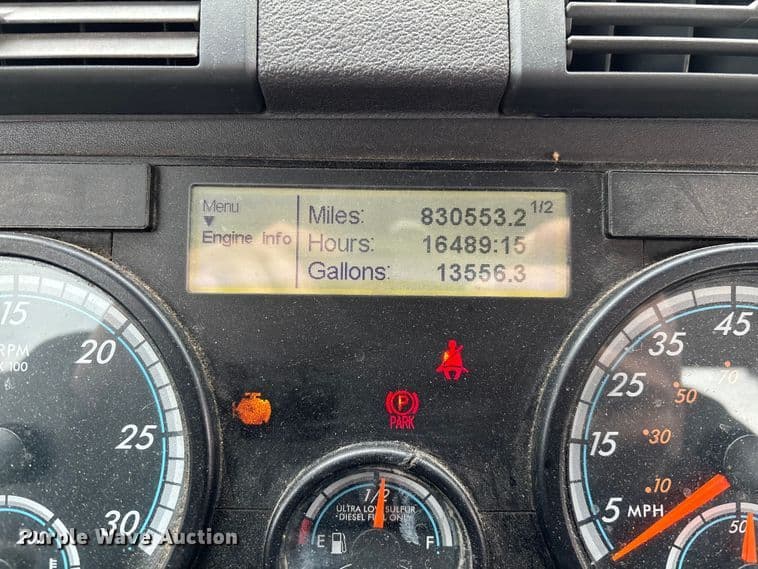 Menu
Engine Info
Miles: 830553.2 1/2
Hours: 16489:15
Gallons: 13556.3
15
20
25
30
RPM
X 100
P
PARK
1/2
ULTRA LOW SULFUR
DIESEL FUEL ONLY
E F
5
15
25
35
45
10
30
50
70
MPH
50
Purple Wave Auction